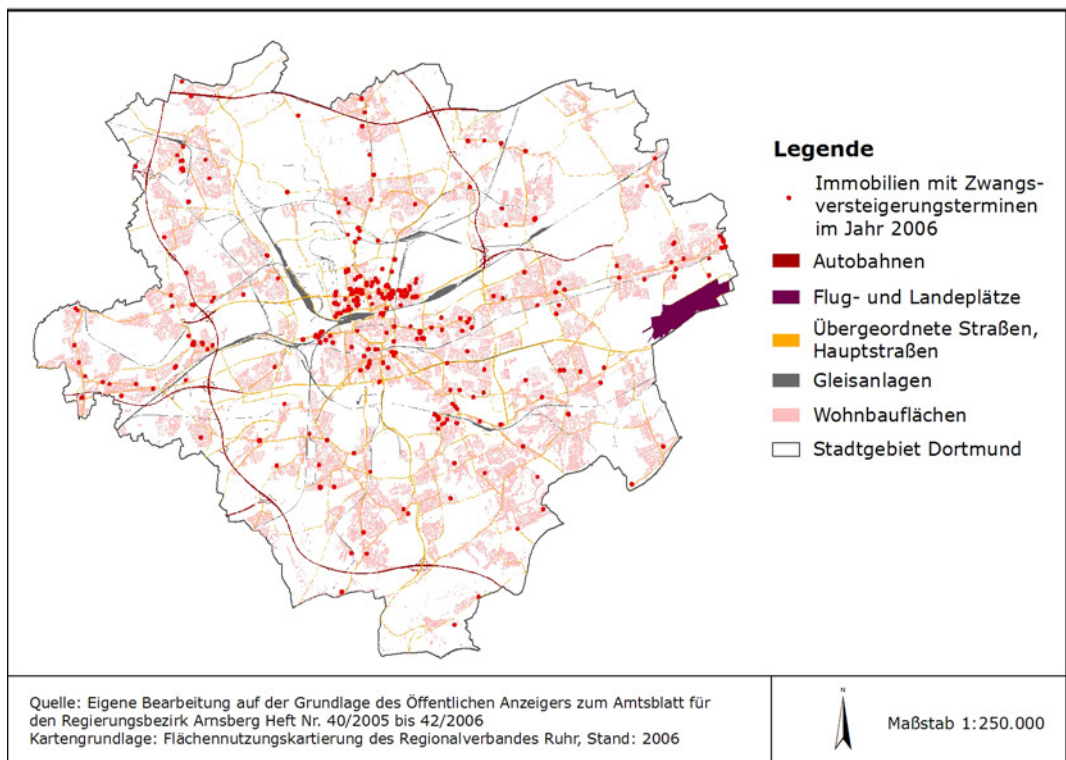 Legende
Immobilien mit Zwangs-
versteigerungsterminen
im Jahr 2006
Autobahnen
Flug- und Landeplätze
Übergeordnete Straßen,
Hauptstraßen
Gleisanlagen
Wohnbauflächen
Stadtgebiet Dortmund
Quelle: Eigene Bearbeitung auf der Grundlage des Öffentlichen Anzeigers zum Amtsblatt für
den Regierungsbezirk Arnsberg Heft Nr. 40/2005 bis 42/2006
Kartengrundlage: Flächennutzungskartierung des Regionalverbandes Ruhr, Stand: 2006
N
Maßstab 1:250.000